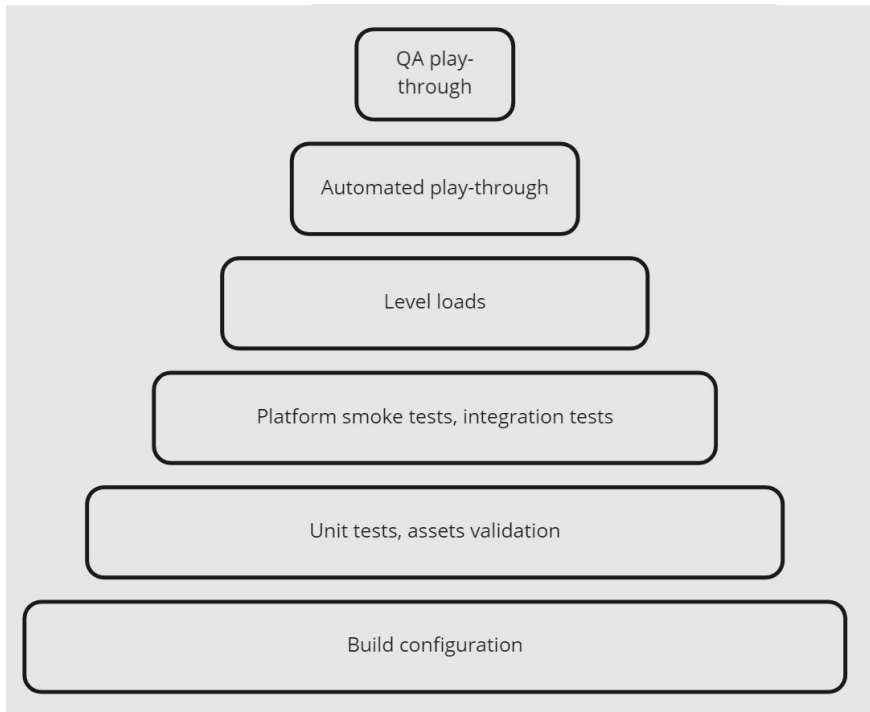 QA play-
through
Automated play-through
Level loads
Platform smoke tests, integration tests
Unit tests, assets validation
Build configuration